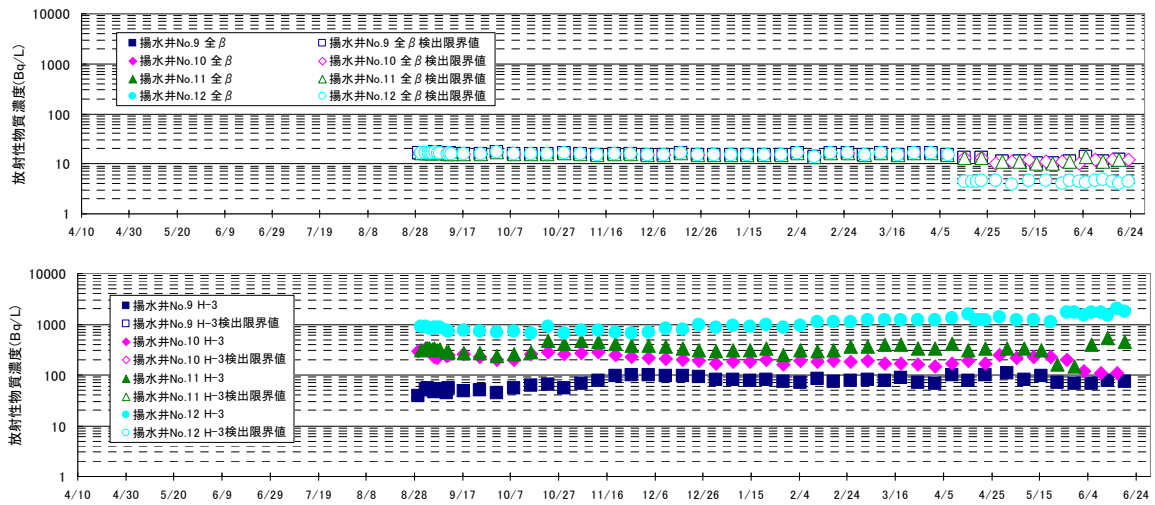 放射性物質濃度(Bq/L)
10000
1000
100
10
1
揚水井No.9 全β
揚水井No.9 全β検出限界値
揚水井No.10 全β
揚水井No.10 全β検出限界値
揚水井No.11 全β
揚水井No.11 全β検出限界値
揚水井No.12 全β
揚水井No.12 全β検出限界値
4/10 4/30 5/20 6/9 6/29 7/19 8/8 8/28 9/17 10/7 10/27 11/16 12/6 12/26 1/15 2/4 2/24 3/16 4/5 4/25 5/15 6/4 6/24
放射性物質濃度(Bq/L)
10000
1000
100
10
1
揚水井No.9 H-3
揚水井No.9 H-3検出限界値
揚水井No.10 H-3
揚水井No.10 H-3検出限界値
揚水井No.11 H-3
揚水井No.11 H-3検出限界値
揚水井No.12 H-3
揚水井No.12 H-3検出限界値
4/10 4/30 5/20 6/9 6/29 7/19 8/8 8/28 9/17 10/7 10/27 11/16 12/6 12/26 1/15 2/4 2/24 3/16 4/5 4/25 5/15 6/4 6/24